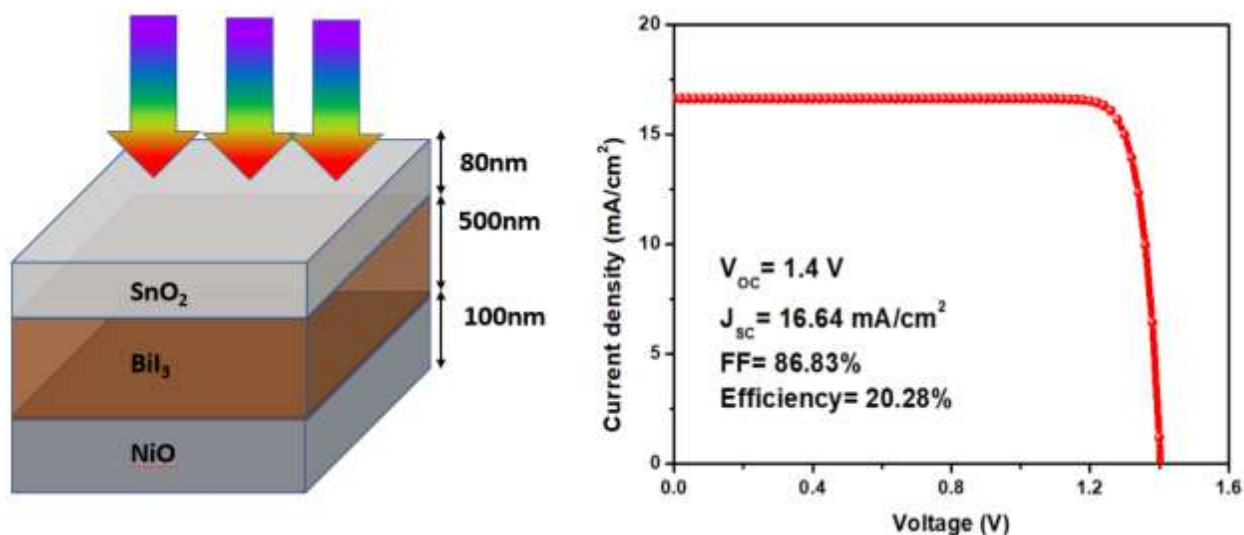 80nm
500nm
100nm
SnO₂
BiI₃
NiO
Current density (mA/cm²)
20
15
10
5
0
V_OC= 1.4 V
J_SC= 16.64 mA/cm²
FF= 86.83%
Efficiency= 20.28%
0.0 0.4 0.8 1.2 1.6
Voltage (V)